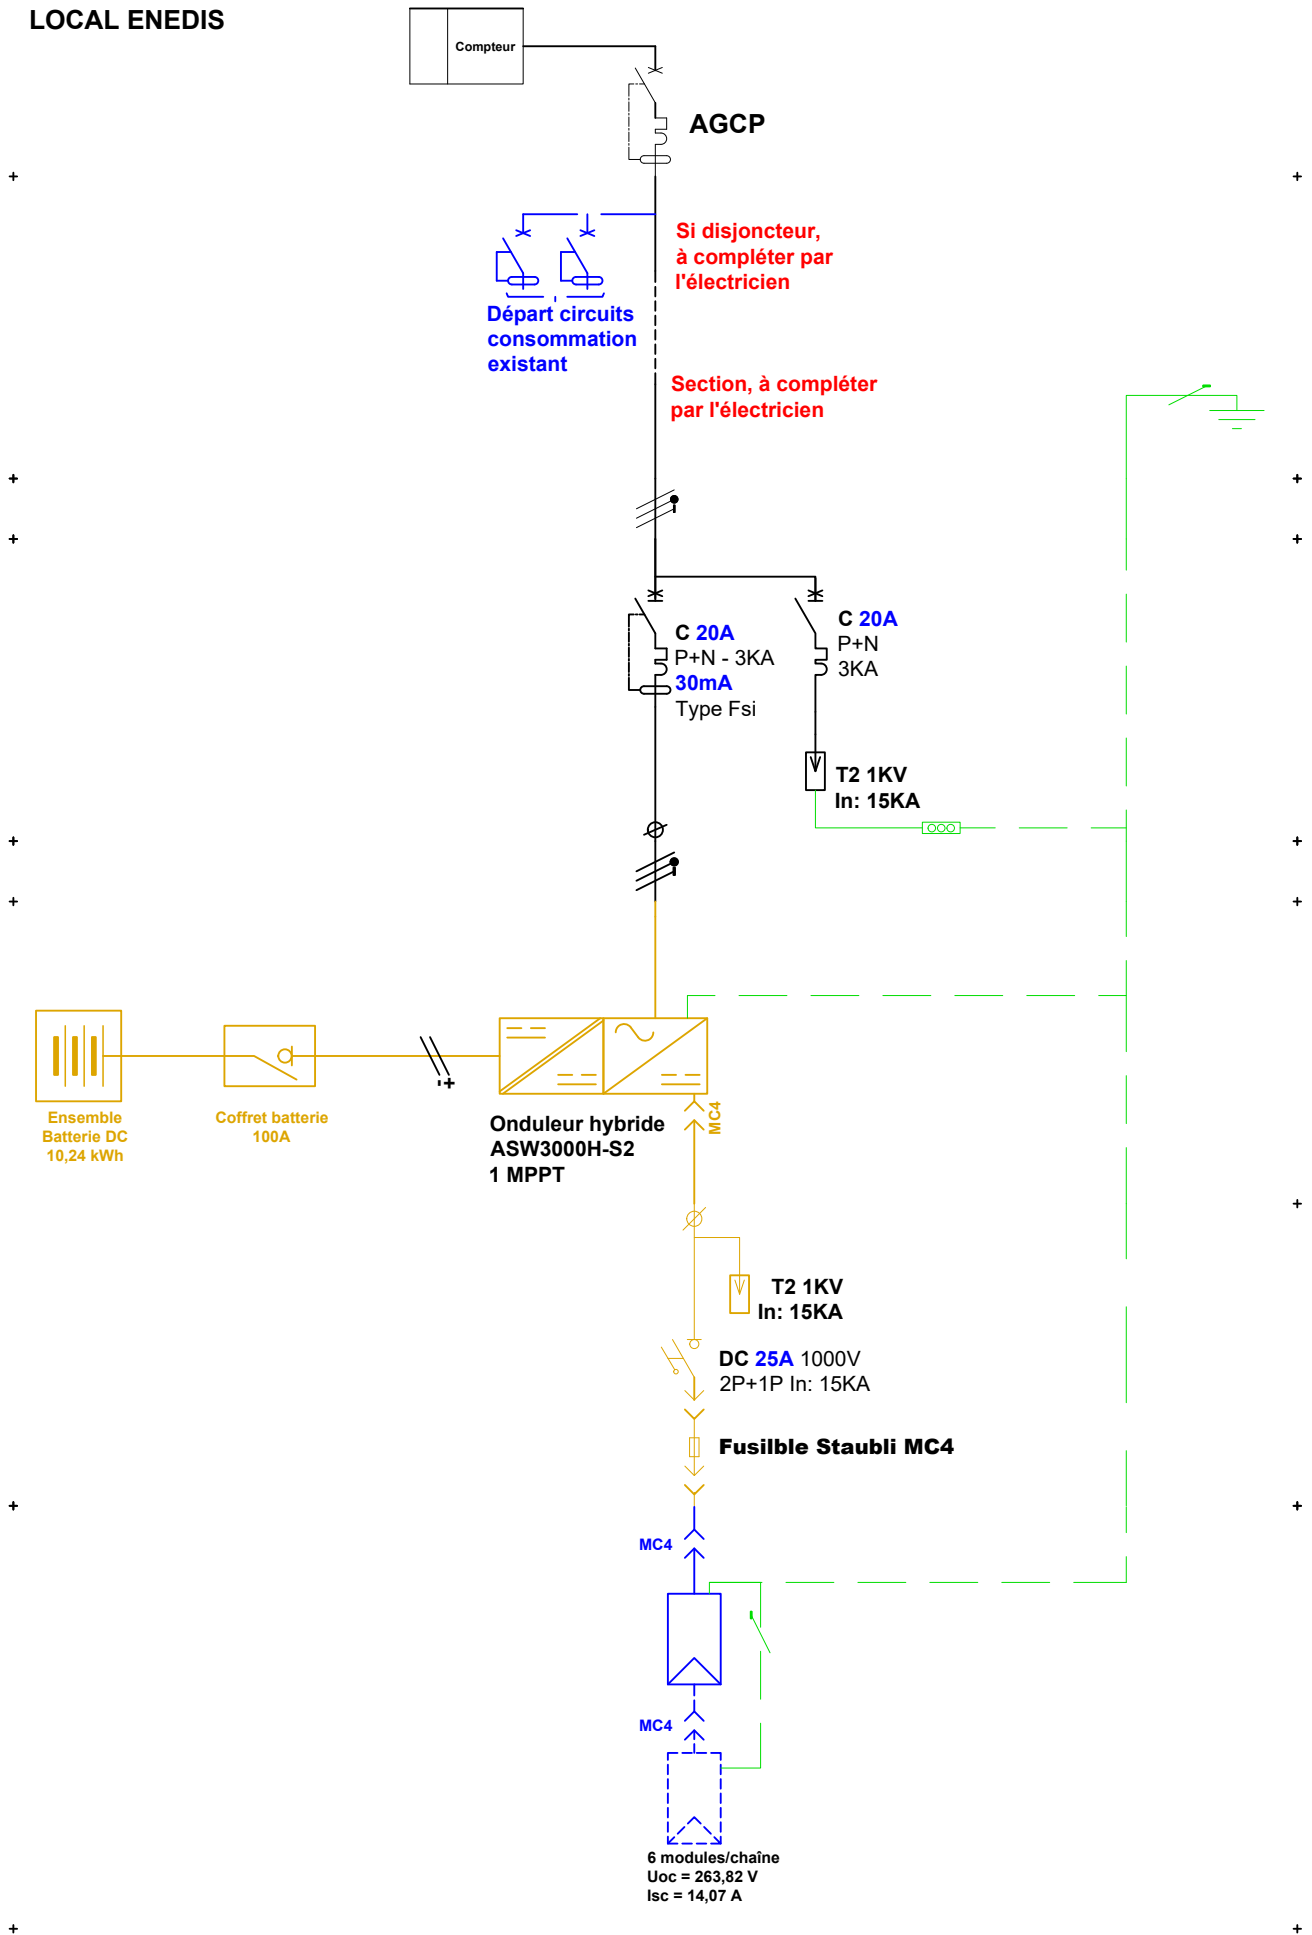 LOCAL ENEDIS
Compteur
AGCP
Si disjoncteur,
à compléter par
l'électricien
Départ circuits
consommation
existant
Section, à compléter
par l'électricien
C 20A
P+N - 3KA
30mA
Type Fsi
C 20A
P+N
3KA
T2 1KV
In: 15KA
Ensemble
Batterie DC
10,24 kWh
Coffret batterie
100A
Onduleur hybride
ASW3000H-S2
1 MPPT
MC4
T2 1KV
In: 15KA
DC 25A 1000V
2P+1P In: 15KA
Fusilble Staubli MC4
MC4
MC4
6 modules/chaîne
Uoc = 263,82 V
Isc = 14,07 A